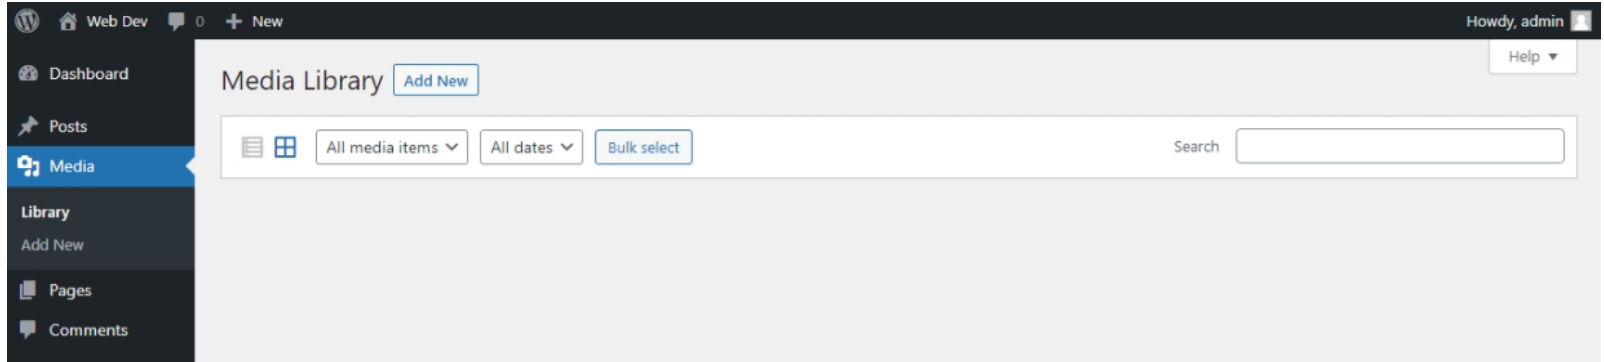 Web Dev 0 New Howdy, admin
Help
Dashboard
Posts
Media
Library
Add New
Pages
Comments
Media Library Add New
All media items All dates Bulk select Search